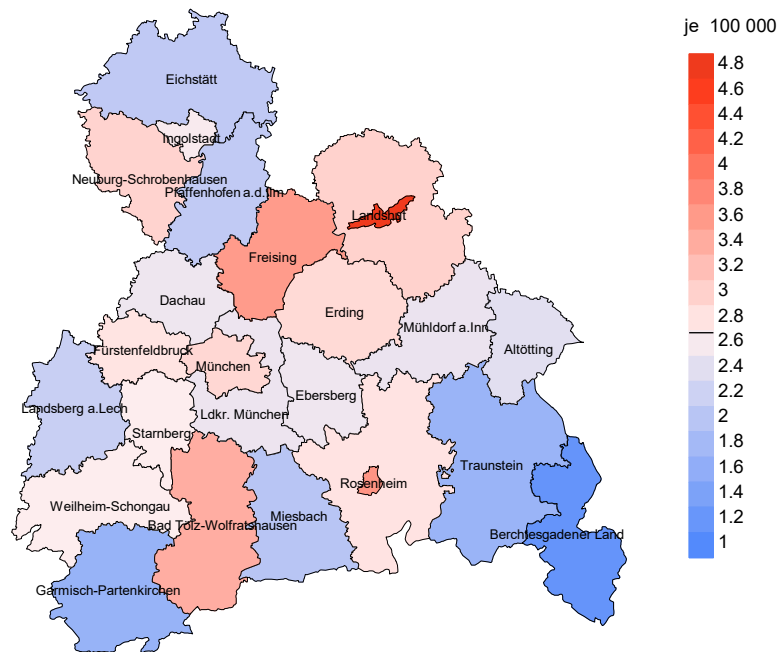 je 100 000
4.8
4.6
4.4
4.2
4
3.8
3.6
3.4
3.2
3
2.8
2.6
2.4
2.2
2
1.8
1.6
1.4
1.2
1
Eichstätt
Ingolstadt
Neuburg-Schrobenhausen
Pfaffenhofen a.d.Ilm
Landshut
Freising
Dachau
Erding
Mühldorf a.Inn
Altötting
Fürstenfeldbruck
München
Ebersberg
Landsberg a.Lech
Ldkr. München
Starnberg
Traunstein
Rosenheim
Weilheim-Schongau
Miesbach
Bad Tölz-Wolfratshausen
Berchtesgadener Land
Garmisch-Partenkirchen